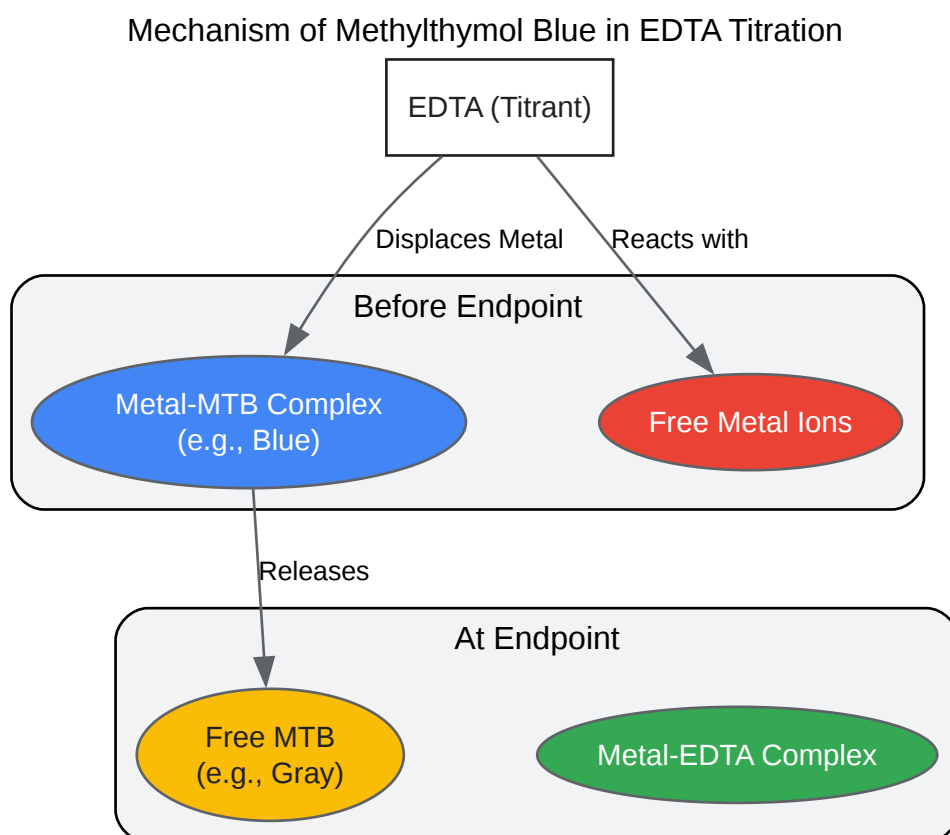 Mechanism of Methylthymol Blue in EDTA Titration
EDTA (Titrant)
Displaces Metal
Reacts with
Before Endpoint
Metal-MTB Complex
(e.g., Blue)
Free Metal Ions
Releases
At Endpoint
Free MTB
(e.g., Gray)
Metal-EDTA Complex